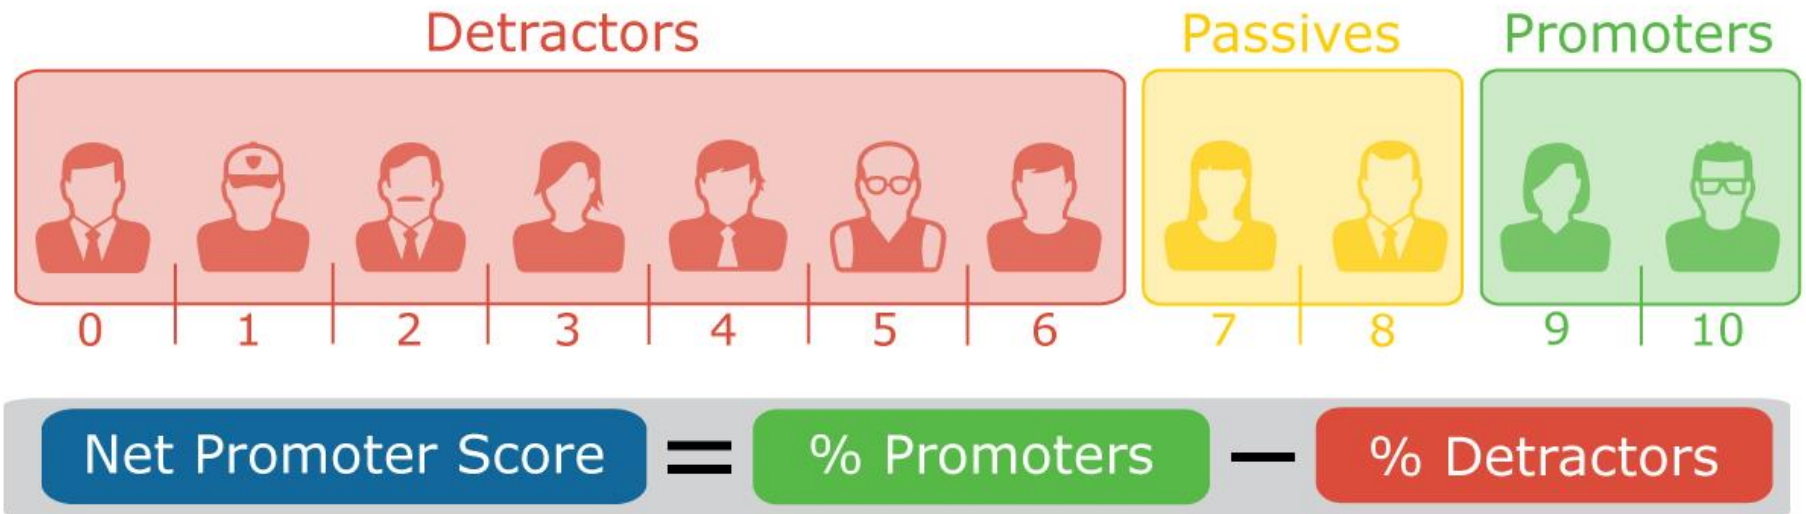 Detractors Passives Promoters
0 1 2 3 4 5 6 7 8 9 10
Net Promoter Score = % Promoters — % Detractors